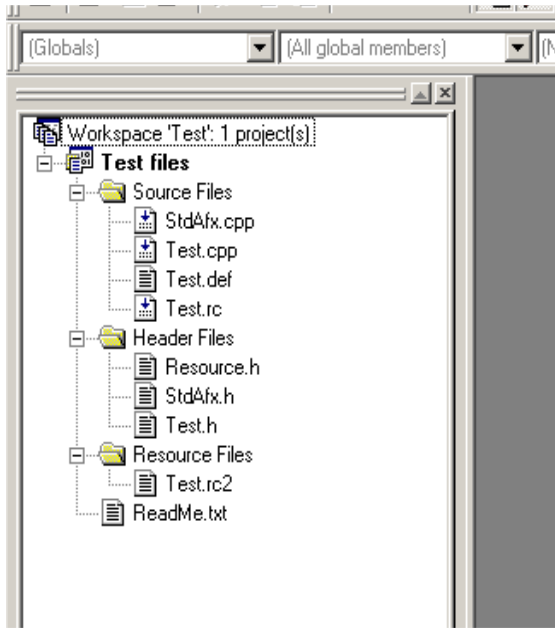 (Globals) (All global members) (N
Workspace 'Test': 1 project(s)
Test files
Source Files
StdAfx.cpp
Test.cpp
Test.def
Test.rc
Header Files
Resource.h
StdAfx.h
Test.h
Resource Files
Test.rc2
ReadMe.txt